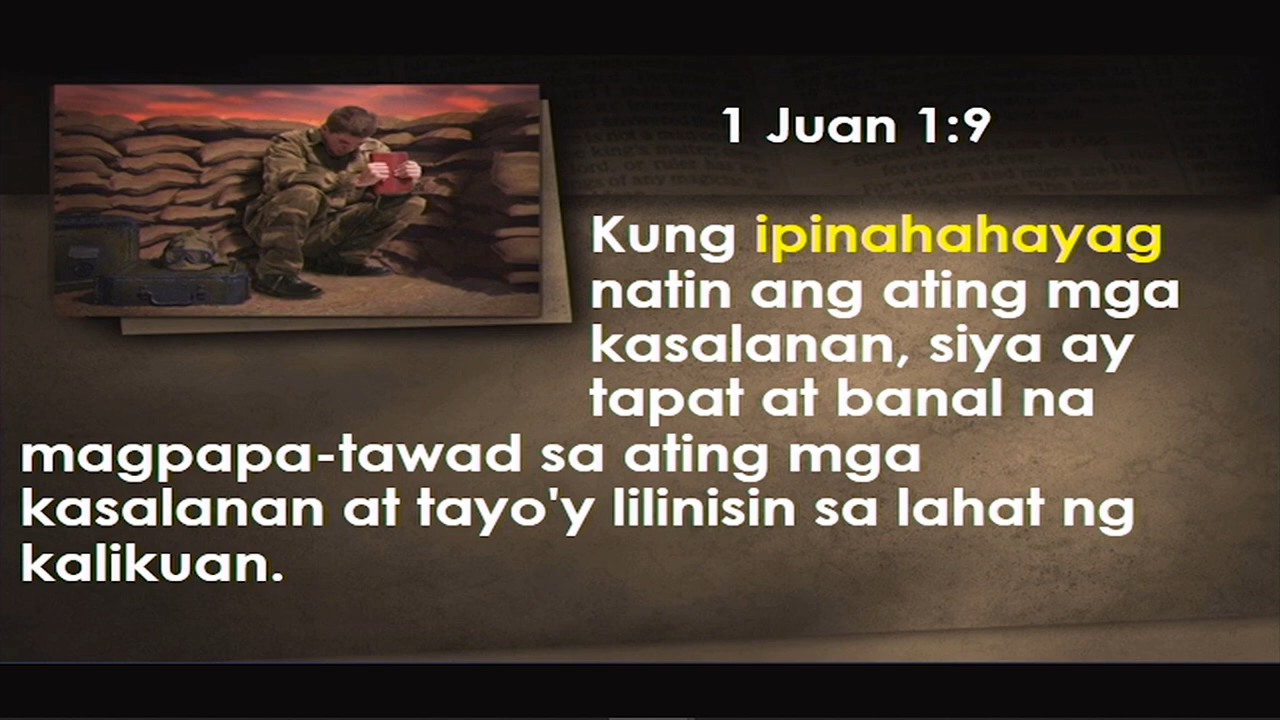 1 Juan 1:9
Kung ipinahahayag
natin ang ating mga
kasalanan, siya ay
tapat at banal na
magpapa-tawad sa ating mga
kasalanan at tayo'y lilinisin sa lahat ng
kalikuan.